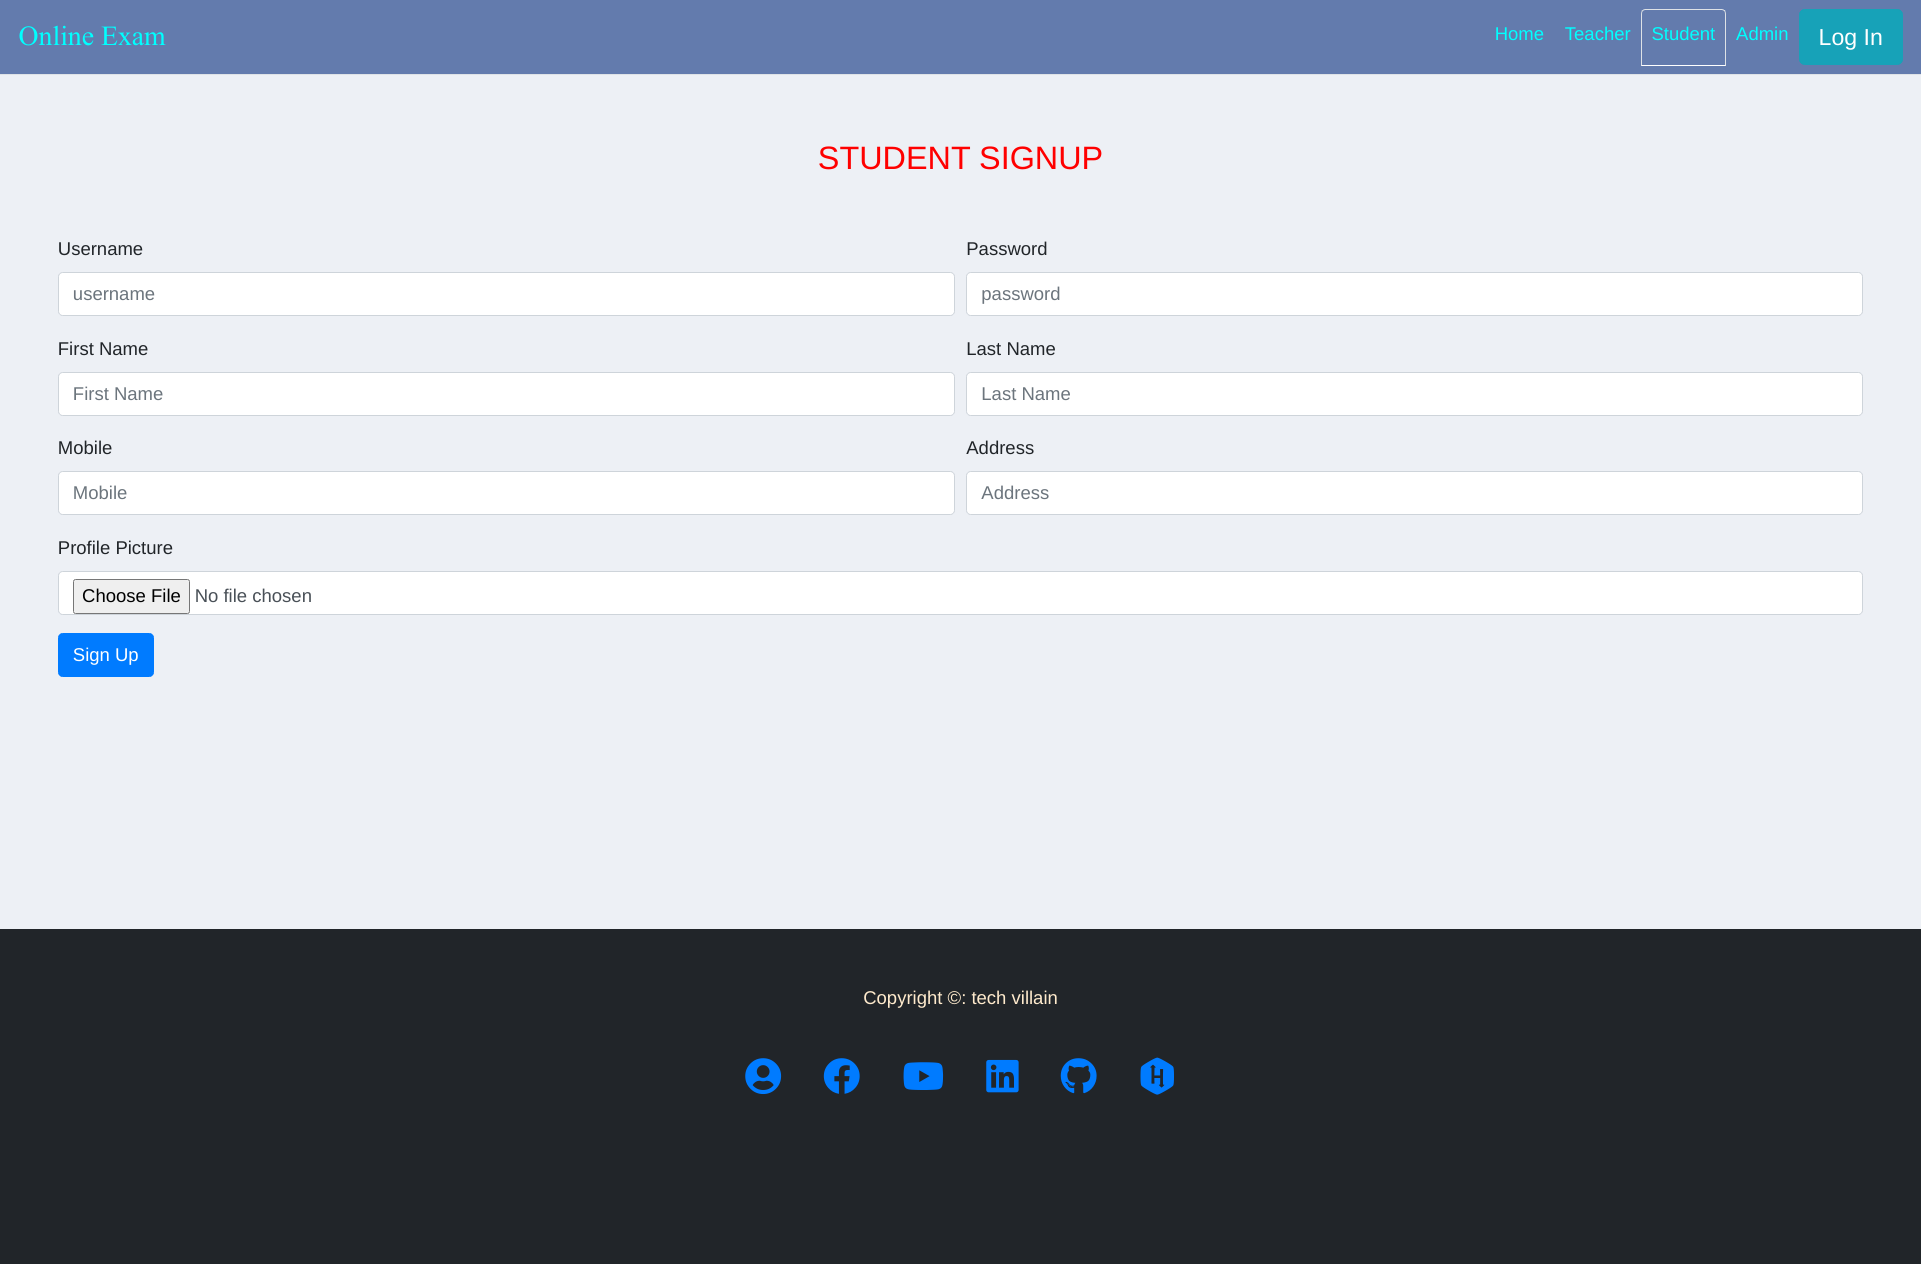 Online Exam
Home Teacher Student Admin Log In
STUDENT SIGNUP
Username Password
username password
First Name Last Name
First Name Last Name
Mobile Address
Mobile Address
Profile Picture
Choose File No file chosen
Sign Up
Copyright ©: tech villain